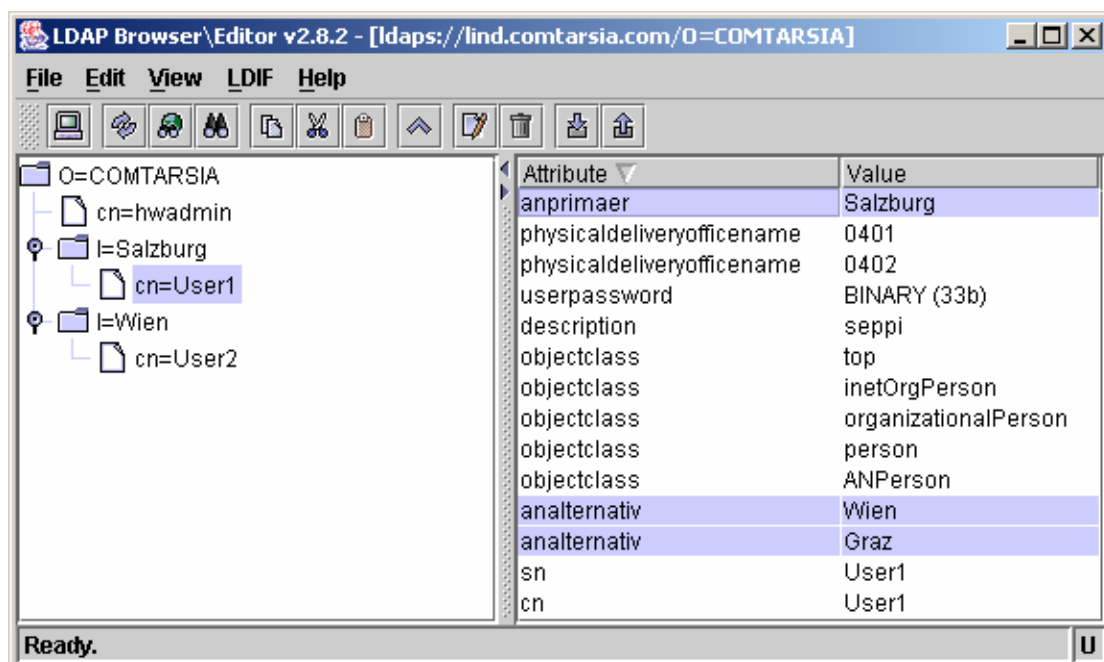 LDAP Browser\Editor v2.8.2 - [ldaps://lind.comtarsia.com/O=COMTARSIA]
File Edit View LDIF Help
O=COMTARSIA
cn=hwadmin
l=Salzburg
cn=User1
l=Wien
cn=User2
Attribute Value
anprimaer Salzburg
physicaldeliveryofficename 0401
physicaldeliveryofficename 0402
userpassword BINARY (33b)
description seppi
objectclass top
objectclass inetOrgPerson
objectclass organizationalPerson
objectclass person
objectclass ANPerson
analternativ Wien
analternativ Graz
sn User1
cn User1
Ready. U